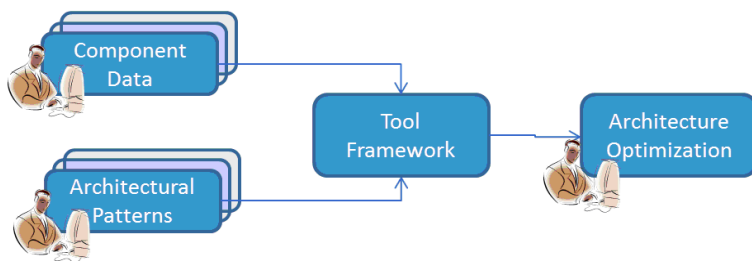 Component
Data
Tool
Framework
Architecture
Optimization
Architectural
Patterns